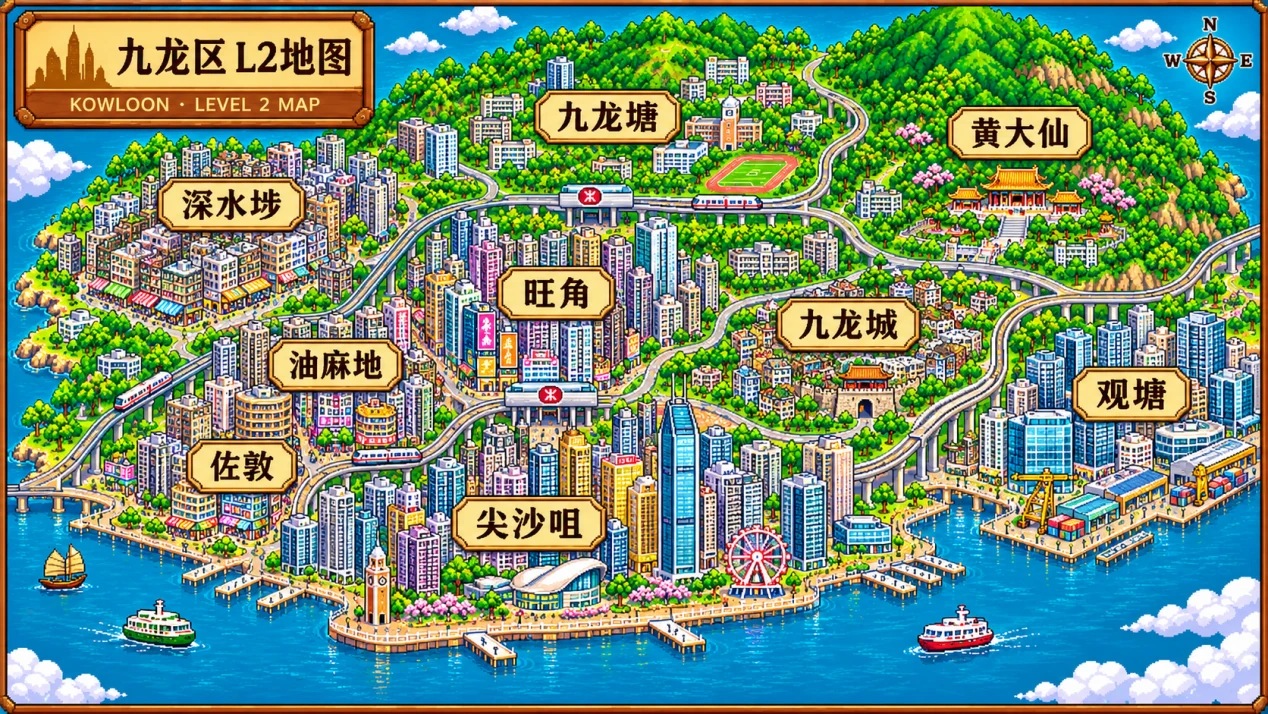 九龙区 L2地图
KOWLOON · LEVEL 2 MAP
N
W E
S
九龙塘
黄大仙
深水埗
旺角
九龙城
油麻地
观塘
佐敦
尖沙咀